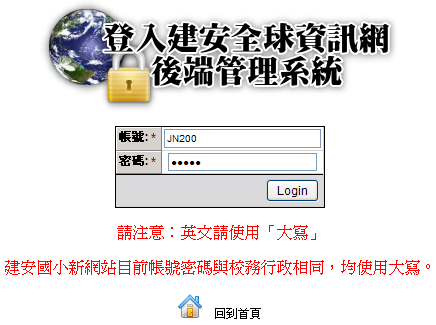 登入建安全球資訊網
後端管理系統
帳號:* JN200
密碼:* •••••
Login
請注意：英文請使用「大寫」
建安國小新網站目前帳號密碼與校務行政相同，均使用大寫。
回到首頁